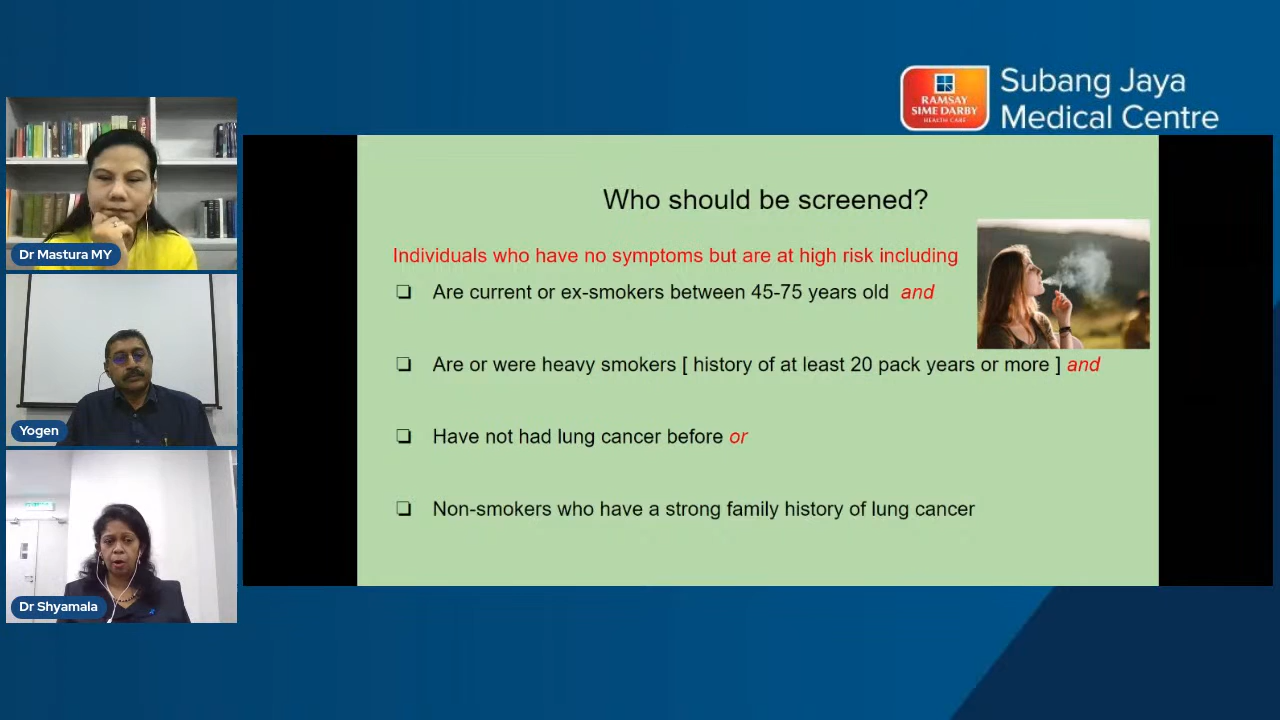 RAMSAY
SIME DARBY
HEALTH CARE
Subang Jaya
Medical Centre
Dr Mastura MY
Yogen
Dr Shyamala
Who should be screened?
Individuals who have no symptoms but are at high risk including
❏ Are current or ex-smokers between 45-75 years old and
❏ Are or were heavy smokers [ history of at least 20 pack years or more ] and
❏ Have not had lung cancer before or
❏ Non-smokers who have a strong family history of lung cancer